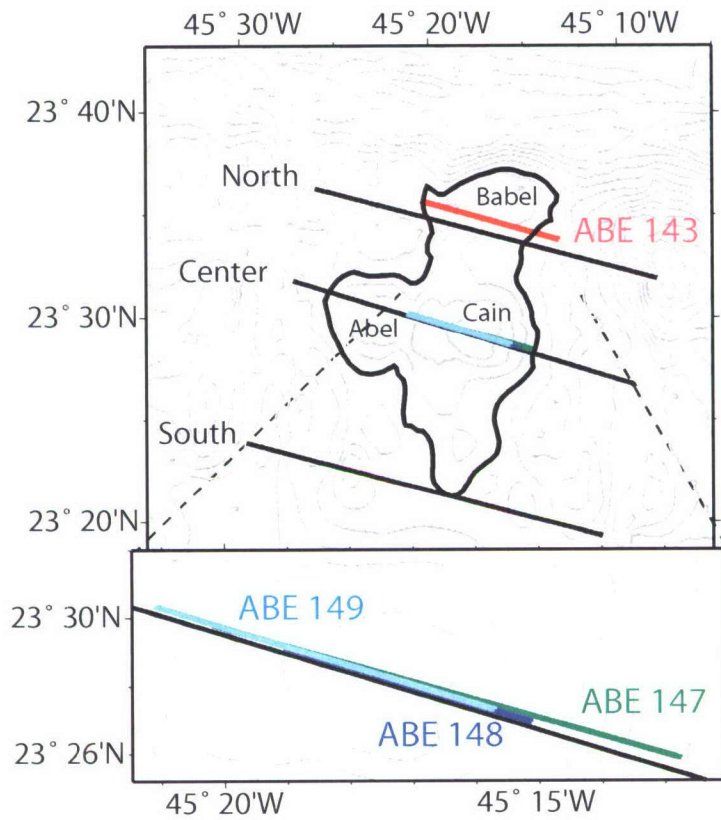 45° 30'W 45° 20'W 45° 10'W
23° 40'N
North
Babel
ABE 143
Center
Cain
23° 30'N
Abel
South
23° 20'N
ABE 149
23° 30'N
ABE 147
ABE 148
23° 26'N
45° 20'W 45° 15'W